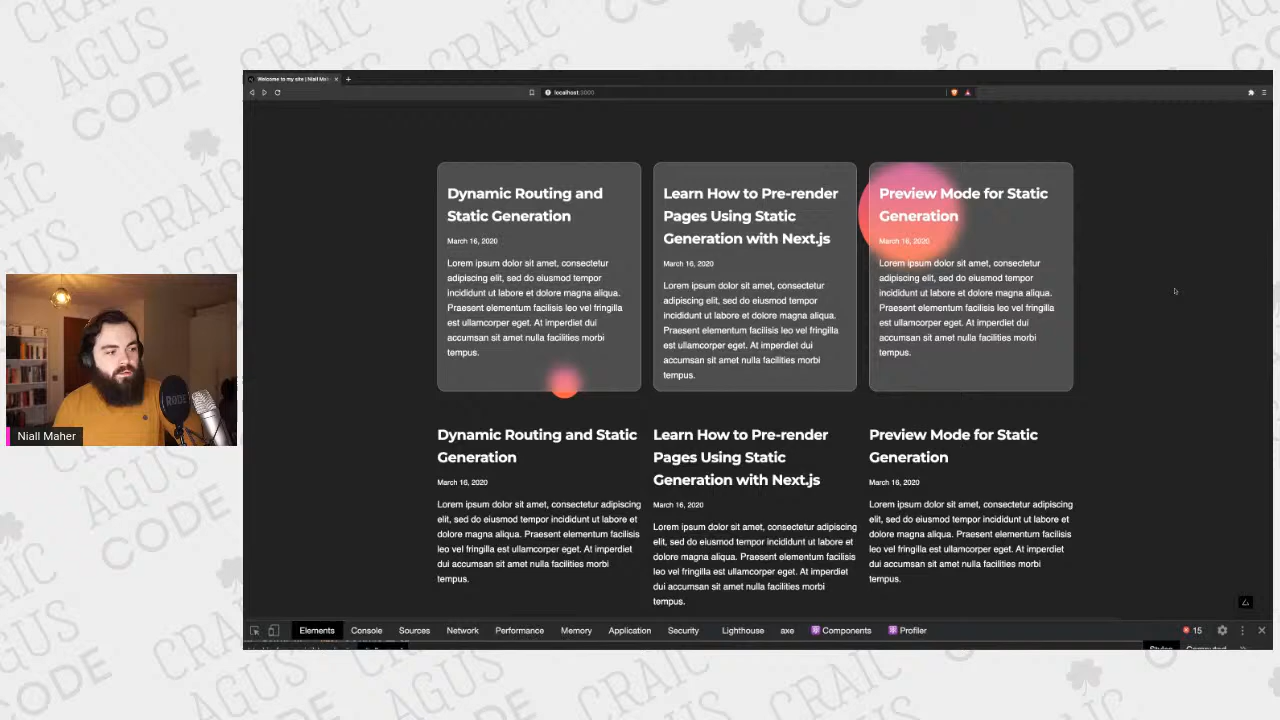 CRAIC
AGUS
CODE
Welcome to my site | Niall Mah
localhost:3000
Dynamic Routing and
Static Generation
March 16, 2020
Lorem ipsum dolor sit amet, consectetur
adipiscing elit, sed do eiusmod tempor
incididunt ut labore et dolore magna aliqua.
Praesent elementum facilisis leo vel fringilla
est ullamcorper eget. At imperdiet dui
accumsan sit amet nulla facilities morbi
tempus.
Learn How to Pre-render
Pages Using Static
Generation with Next.js
March 16, 2020
Lorem ipsum dolor sit amet, consectetur
adipiscing elit, sed do eiusmod tempor
incididunt ut labore et dolore magna aliqua.
Praesent elementum facilisis leo vel fringilla
est ullamcorper eget. At imperdiet dui
accumsan sit amet nulla facilities morbi
tempus.
Preview Mode for Static
Generation
March 16, 2020
Lorem ipsum dolor sit amet, consectetur
adipiscing elit, sed do eiusmod tempor
incididunt ut labore et dolore magna aliqua.
Praesent elementum facilisis leo vel fringilla
est ullamcorper eget. At imperdiet dui
accumsan sit amet nulla facilities morbi
tempus.
Dynamic Routing and Static
Generation
March 16, 2020
Lorem ipsum dolor sit amet, consectetur adipiscing
elit, sed do eiusmod tempor incididunt ut labore et
dolore magna aliqua. Praesent elementum facilisis
leo vel fringilla est ullamcorper eget. At imperdiet
dui accumsan sit amet nulla facilities morbi
tempus.
Learn How to Pre-render
Pages Using Static
Generation with Next.js
March 16, 2020
Lorem ipsum dolor sit amet, consectetur adipiscing
elit, sed do eiusmod tempor incididunt ut labore et
dolore magna aliqua. Praesent elementum facilisis
leo vel fringilla est ullamcorper eget. At imperdiet
dui accumsan sit amet nulla facilities morbi
tempus.
Preview Mode for Static
Generation
March 16, 2020
Lorem ipsum dolor sit amet, consectetur adipiscing
elit, sed do eiusmod tempor incididunt ut labore et
dolore magna aliqua. Praesent elementum facilisis
leo vel fringilla est ullamcorper eget. At imperdiet
dui accumsan sit amet nulla facilities morbi
tempus.
RODE
Niall Maher
Elements Console Sources Network Performance Memory Application Security Lighthouse axe Components Profiler 15
Styles Computed